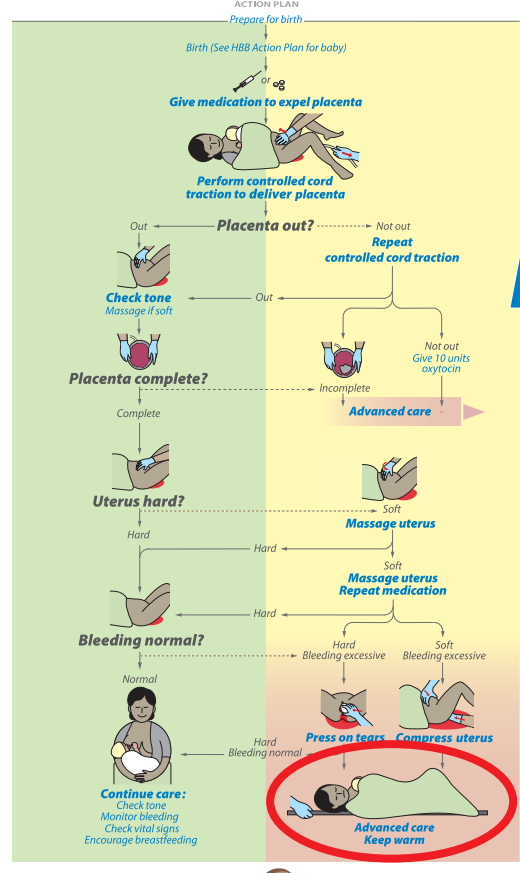 ACTION PLAN
Prepare for birth
Birth (See HBB Action Plan for baby)
or
Give medication to expel placenta
Perform controlled cord
traction to deliver placenta
Out
Placenta out?
Not out
Repeat
controlled cord traction
Check tone
Massage if soft
Out
Not out
Give 10 units
oxytocin
Placenta complete?
Incomplete
Advanced care
Complete
Uterus hard?
Soft
Massage uterus
Hard
Hard
Soft
Massage uterus
Repeat medication
Hard
Bleeding normal?
Hard
Bleeding excessive
Soft
Bleeding excessive
Normal
Press on tears
Compress uterus
Hard
Bleeding normal
Continue care:
Check tone
Monitor bleeding
Check vital signs
Encourage breastfeeding
Advanced care
Keep warm